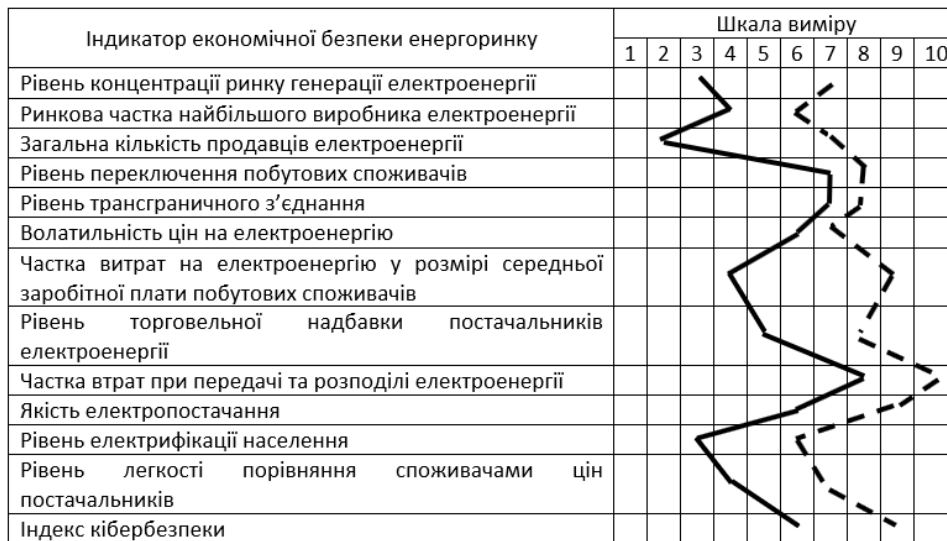 Індикатор економічної безпеки енергоринку
Шкала виміру
1 2 3 4 5 6 7 8 9 10
Рівень концентрації ринку генерації електроенергії
Ринкова частка найбільшого виробника електроенергії
Загальна кількість продавців електроенергії
Рівень переключення побутових споживачів
Рівень трансграничного з’єднання
Волатильність цін на електроенергію
Частка витрат на електроенергію у розмірі середньої
заробітної плати побутових споживачів
Рівень торговельної надбавки постачальників
електроенергії
Частка втрат при передачі та розподілі електроенергії
Якість електропостачання
Рівень електрифікації населення
Рівень легкості порівняння споживачами цін
постачальників
Індекс кібербезпеки